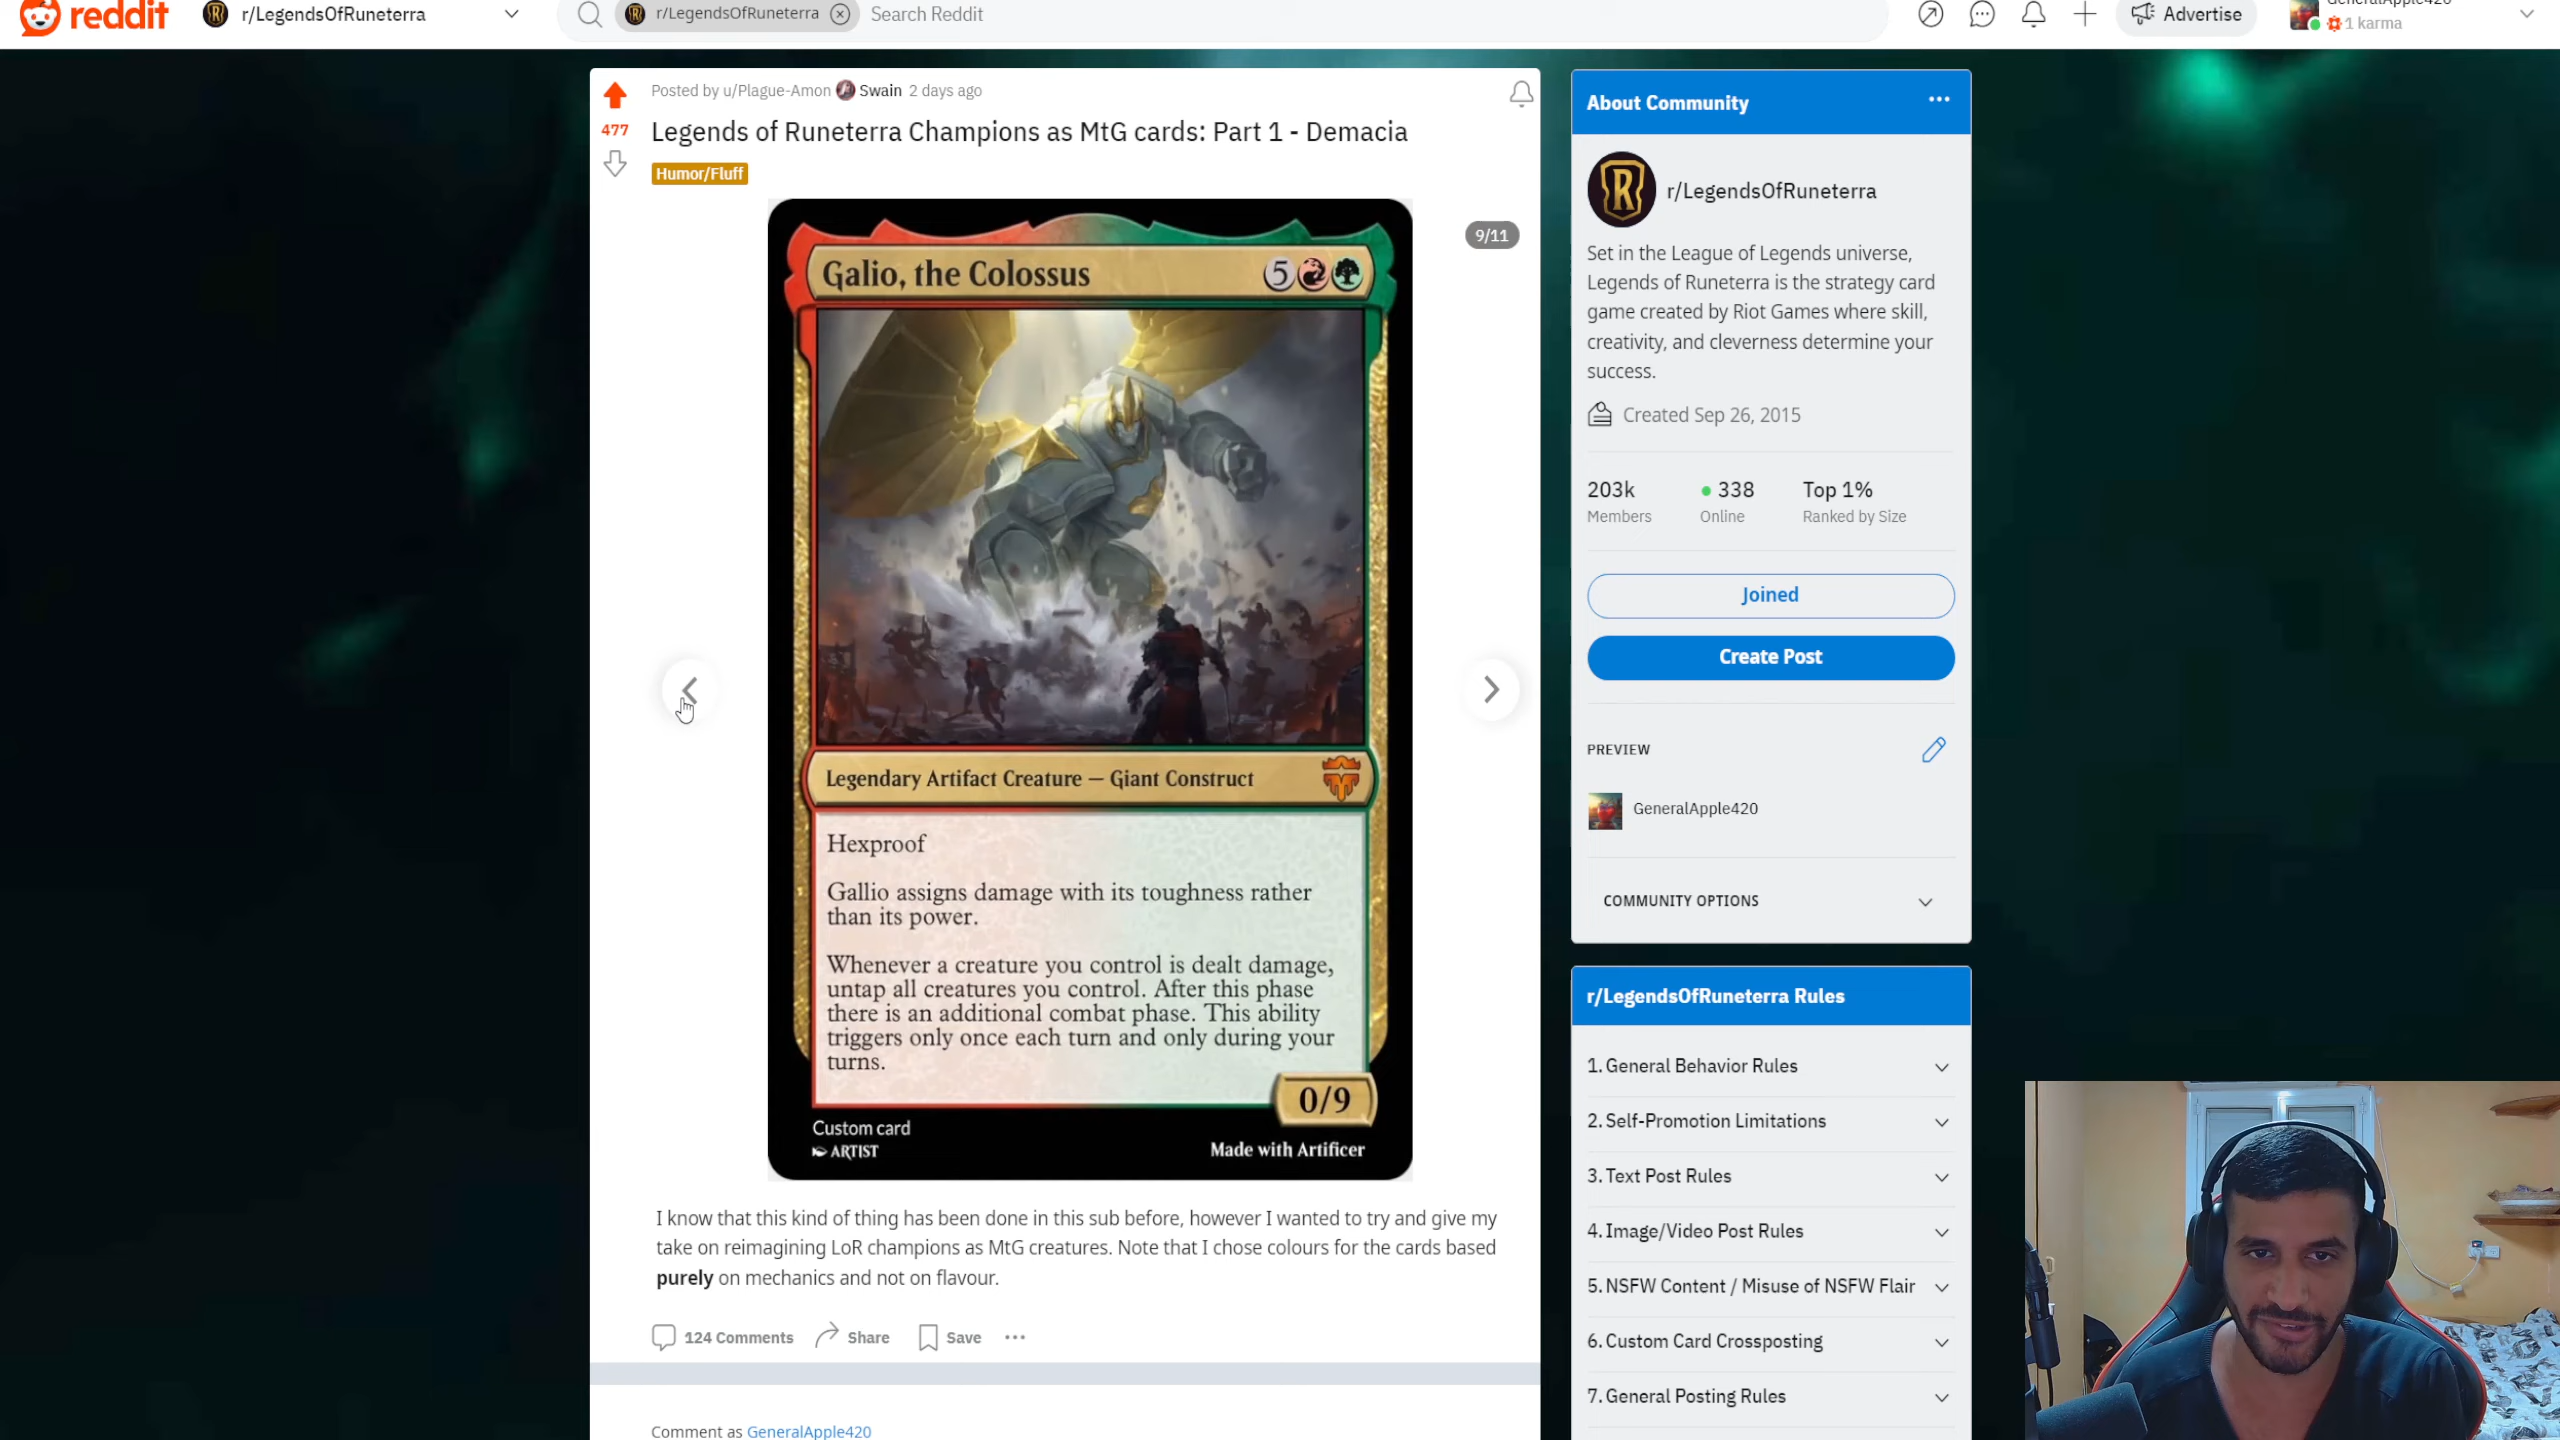 reddit
r/LegendsOfRuneterra
r/LegendsOfRuneterra
Search Reddit
Advertise
GeneralApple420
1 karma
Posted by u/Plague-Amon Swain 2 days ago
477
Legends of Runeterra Champions as MtG cards: Part 1 - Demacia
Humor/Fluff
9/11
Galio, the Colossus
5
Legendary Artifact Creature — Giant Construct
Hexproof
Gallio assigns damage with its toughness rather
than its power.
Whenever a creature you control is dealt damage,
untap all creatures you control. After this phase
there is an additional combat phase. This ability
triggers only once each turn and only during your
turns.
0/9
Custom card
ARTIST
Made with Artificer
I know that this kind of thing has been done in this sub before, however I wanted to try and give my
take on reimagining LoR champions as MtG creatures. Note that I chose colours for the cards based
purely on mechanics and not on flavour.
124 Comments
Share
Save
Comment as GeneralApple420
About Community
r/LegendsOfRuneterra
Set in the League of Legends universe,
Legends of Runeterra is the strategy card
game created by Riot Games where skill,
creativity, and cleverness determine your
success.
Created Sep 26, 2015
203k
Members
338
Online
Top 1%
Ranked by Size
Joined
Create Post
PREVIEW
GeneralApple420
COMMUNITY OPTIONS
r/LegendsOfRuneterra Rules
1. General Behavior Rules
2. Self-Promotion Limitations
3. Text Post Rules
4. Image/Video Post Rules
5. NSFW Content / Misuse of NSFW Flair
6. Custom Card Crossposting
7. General Posting Rules